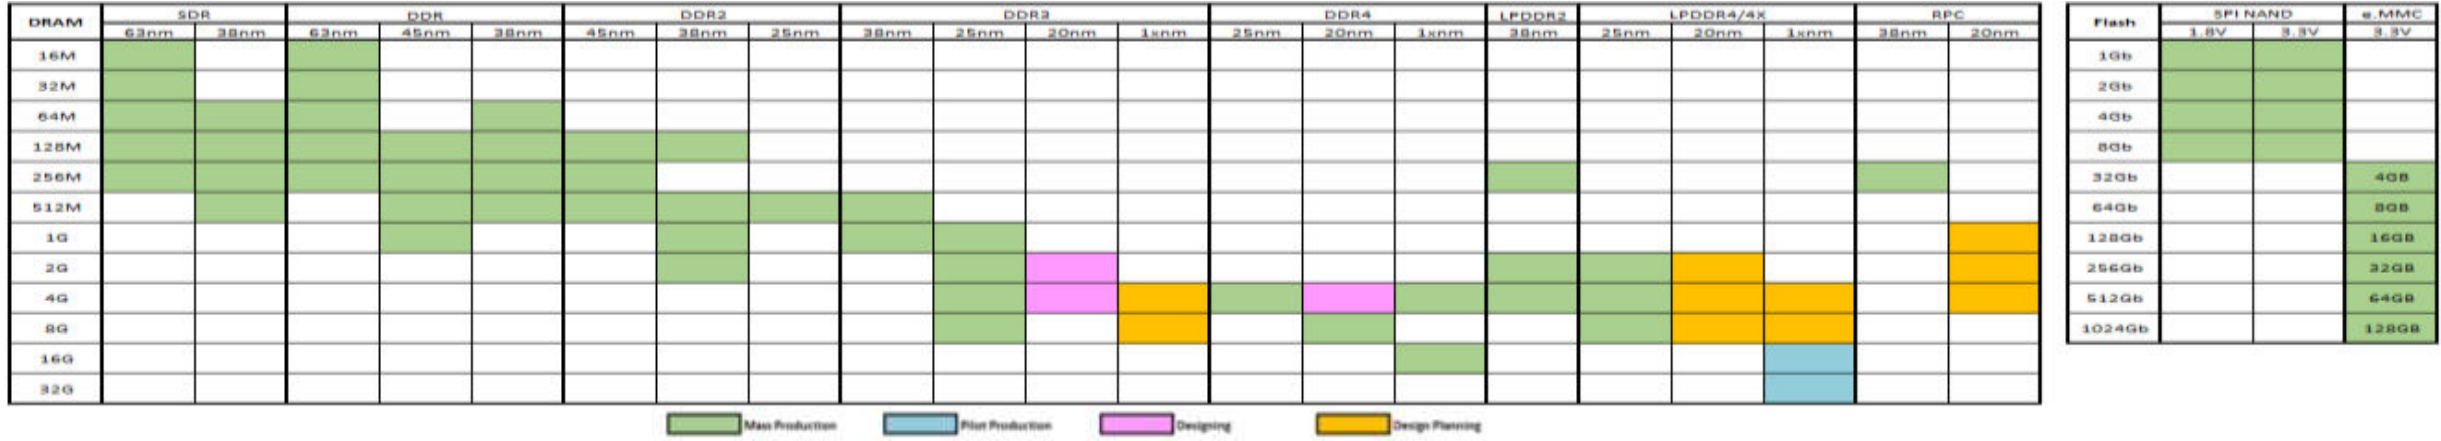 DRAM SDR DDR DDR2 DDR3 DDR4 LPDDR2 LPDDR4/4X RPC
63nm 38nm 63nm 45nm 38nm 45nm 38nm 25nm 38nm 25nm 20nm 1xnm 25nm 20nm 1xnm 38nm 25nm 20nm 1xnm 38nm 20nm
16M
32M
64M
128M
256M
512M
1G
2G
4G
8G
16G
32G
Flash SPI NAND e.MMC
1.8V 3.3V 3.3V
1Gb
2Gb
4Gb
8Gb
32Gb 4GB
64Gb 8GB
128Gb 16GB
256Gb 32GB
512Gb 64GB
1024Gb 128GB
Mass Production Pilot Production Designing Design Planning